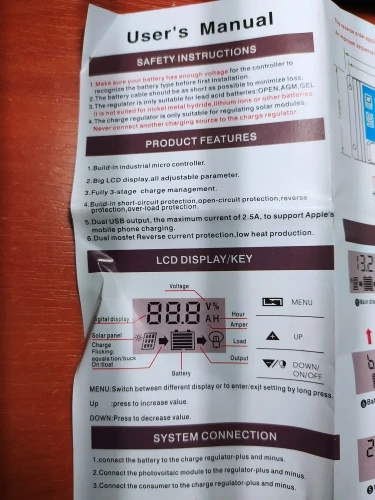 User's Manual
SAFETY INSTRUCTIONS
1. Make sure your battery has enough voltage for the controller to
recognize the battery type before first installation.
2. The battery cable should be as short as possible to minimize loss.
3. The regulator is only suitable for lead acid batteries: OPEN, AGM, GEL
It is not suited for nickel metal hydride, lithium ions or other batteries.
4. The charge regulator is only suitable for regulating solar modules.
Never connect another charging source to the charge regulator.
PRODUCT FEATURES
1. Build-in industrial micro controller.
2. Big LCD display, all adjustable parameter.
3. Fully 3-stage charge management.
4. Build-in short-circuit protection, open-circuit protection, reverse
protection, over-load protection.
5. Dual USB output, the maximum current of 2.5A, to support Apple's
mobile phone charging.
6. Dual mosfet Reverse current protection, low heat production.
LCD DISPLAY/KEY
Voltage
digital display
88.8 V% AH
Hour
Amper
Solar panel
Charge
Load
Output
Battery
MENU
UP
DOWN/
ON/OFF
MENU: Switch between different display or to enter/exit setting by long press.
UP :press to increase value.
DOWN: Press to decrease value.
SYSTEM CONNECTION
1. connect the battery to the charge regulator-plus and minus.
2. Connect the photovoltaic module to the regulator-plus and minus.
3. Connect the consumer to the charge regulator-plus and minus.
13.2
Main dis